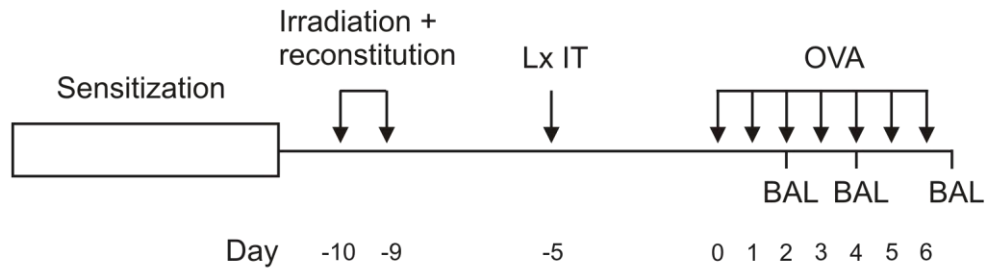 Irradiation +
reconstitution
Lx IT
OVA
Sensitization
BAL BAL BAL
Day -10 -9 -5 0 1 2 3 4 5 6